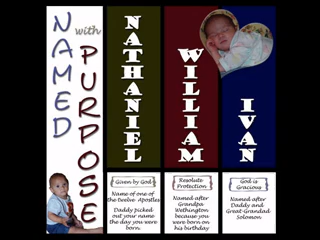 NAMED
with
PURPOSE
NATHANIEL
WILLIAM
IVAN
Given by God
Name of one of
the twelve Apostles
Daddy picked
out your name
the day you were
born.
Resolute
Protection
Named after
Grandpa
Wethington
because you
were born on
his birthday
God is
Gracious
Named after
Daddy and
Great-Grandad
Solomon